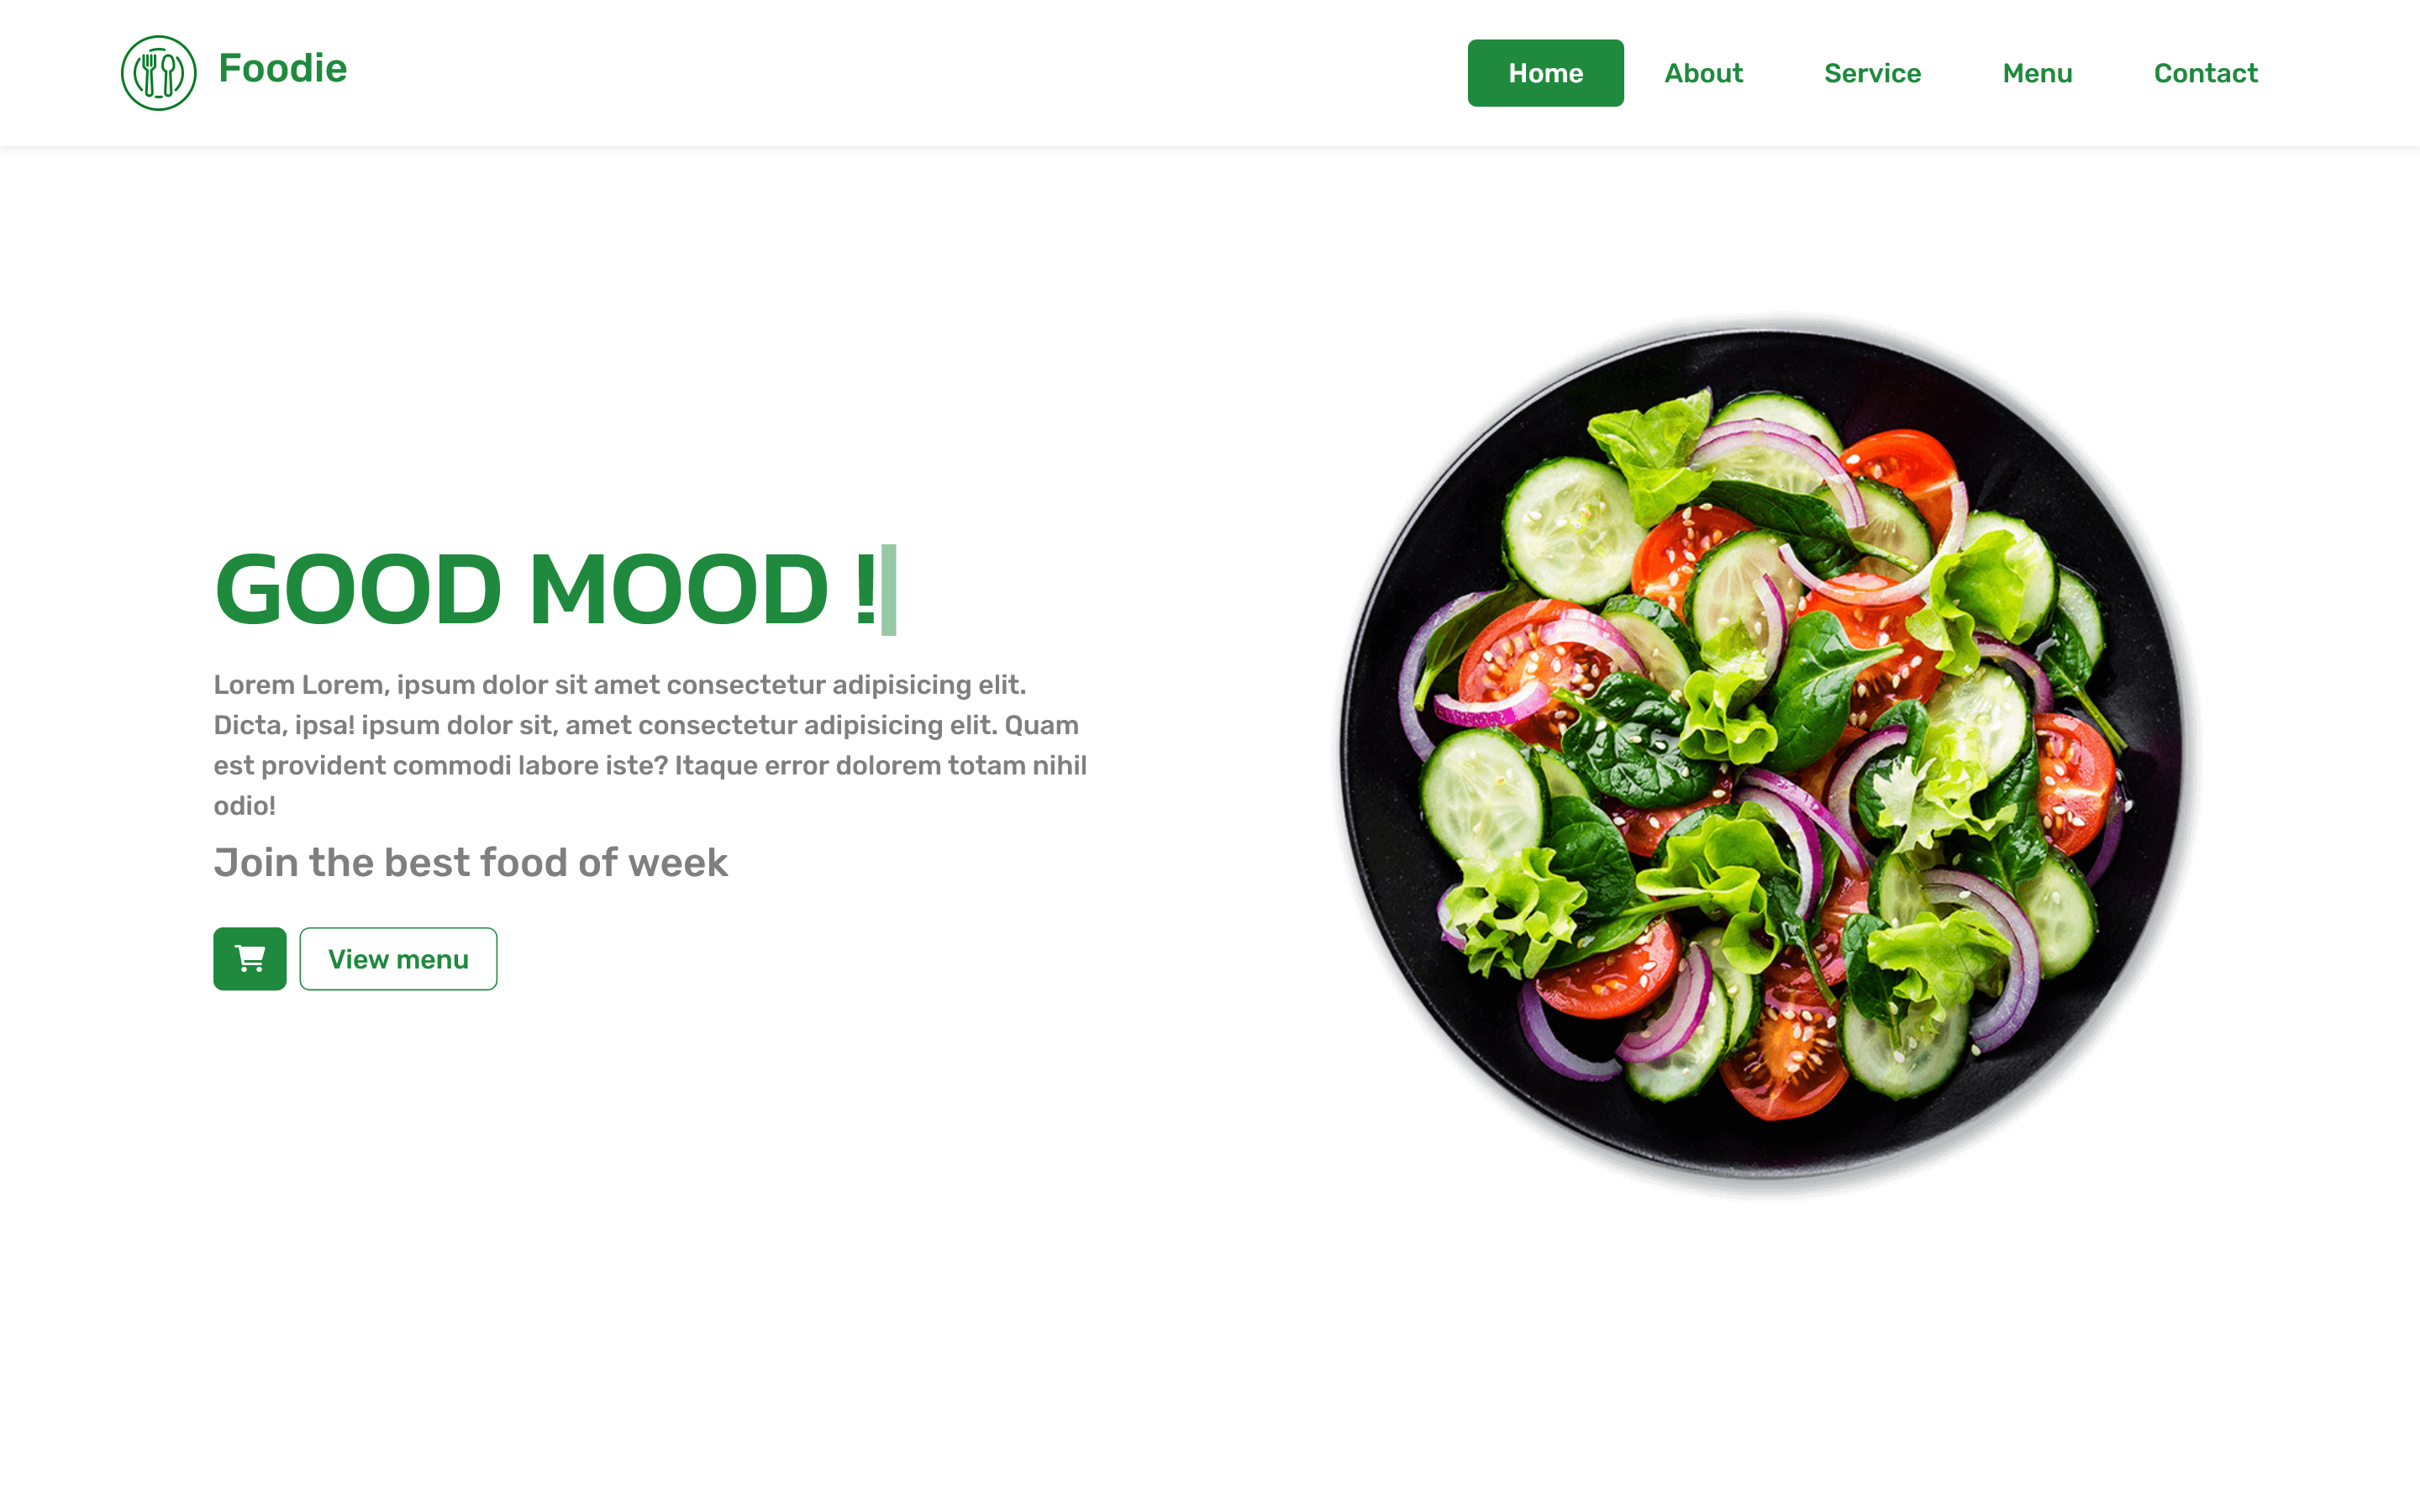 Foodie
Home About Service Menu Contact
GOOD MOOD !
Lorem Lorem, ipsum dolor sit amet consectetur adipisicing elit.
Dicta, ipsa! ipsum dolor sit, amet consectetur adipisicing elit. Quam
est provident commodi labore iste? Itaque error dolorem totam nihil
odio!
Join the best food of week
View menu